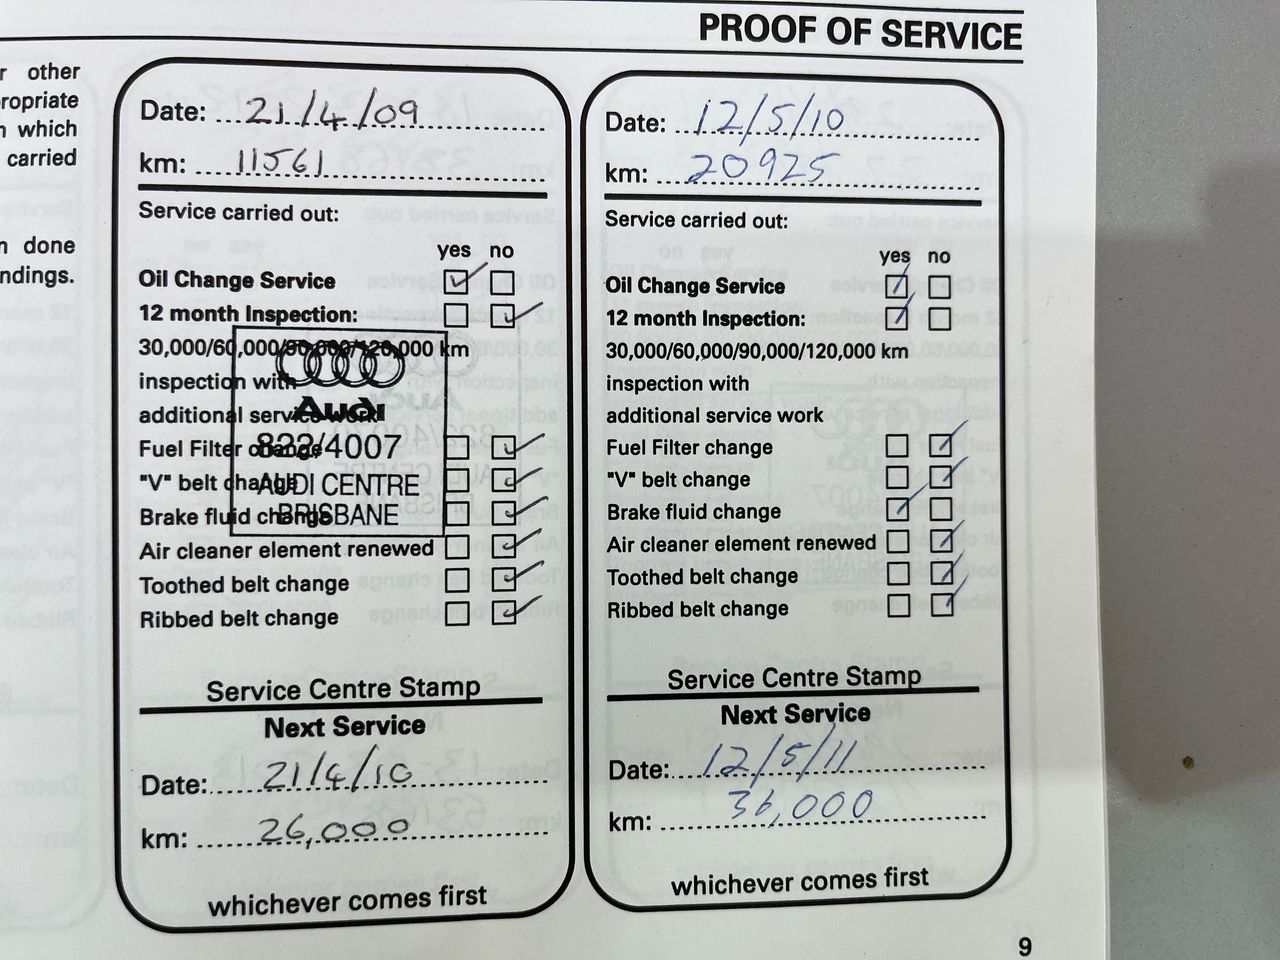 PROOF OF SERVICE
r other
ropriate
n which
carried
n done
ndings.
Date: 21/4/09
km: 11561
Service carried out:
yes no
Oil Change Service
12 month Inspection:
30,000/60,000/90,000/120,000 km
inspection with
additional service work
Fuel Filter change
"V" belt change
Brake fluid change
Air cleaner element renewed
Toothed belt change
Ribbed belt change
Audi
822/4007
AUDI CENTRE
BRISBANE
Service Centre Stamp
Next Service
Date: 21/4/10
km: 26,000
whichever comes first
Date: 12/5/10
km: 20925
Service carried out:
yes no
Oil Change Service
12 month Inspection:
30,000/60,000/90,000/120,000 km
inspection with
additional service work
Fuel Filter change
"V" belt change
Brake fluid change
Air cleaner element renewed
Toothed belt change
Ribbed belt change
Service Centre Stamp
Next Service
Date: 12/5/11
km: 36,000
whichever comes first
9